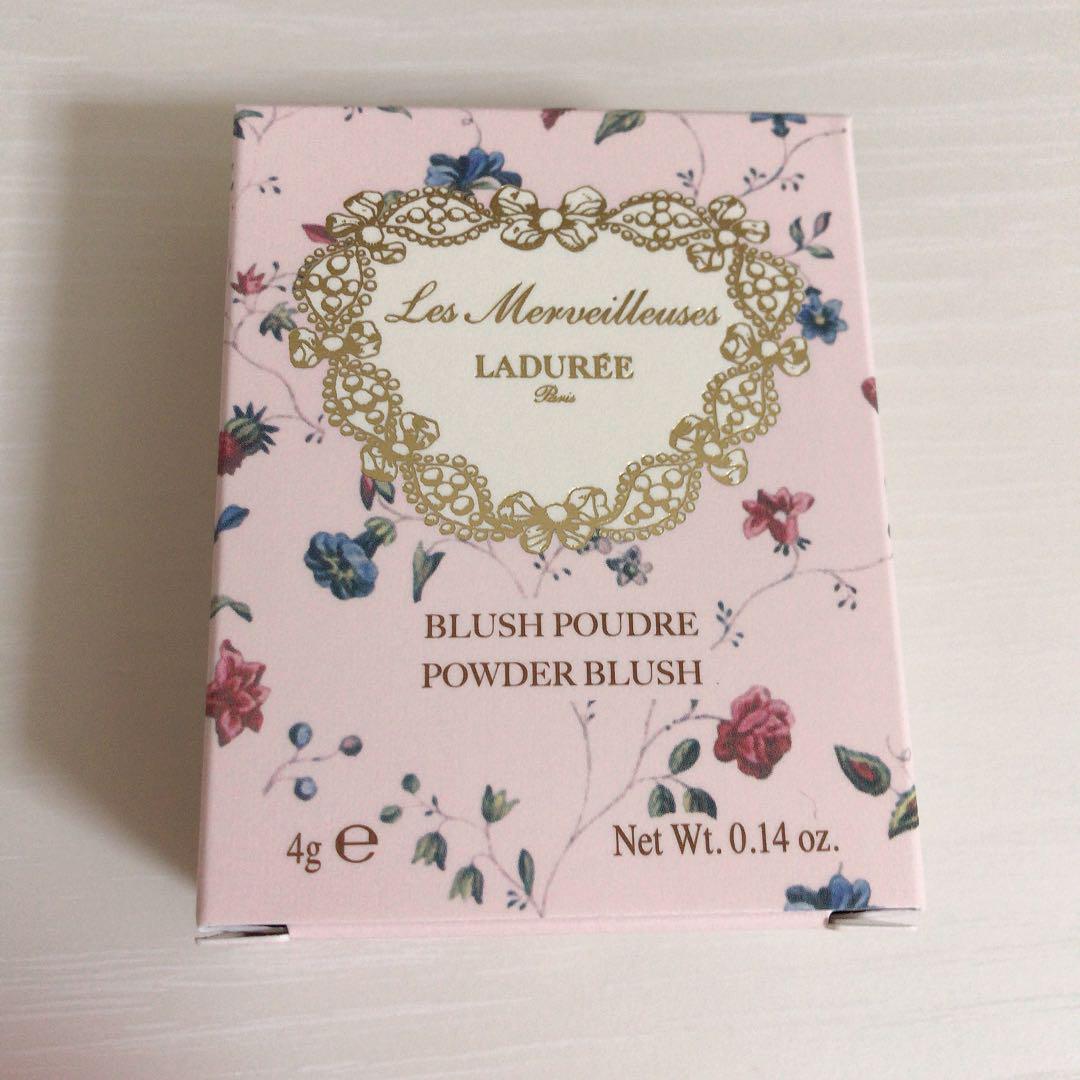 Les Merveilleuses
LADURÉE
Paris
BLUSH POUDRE
POWDER BLUSH
4g ℮
Net Wt. 0.14 oz.